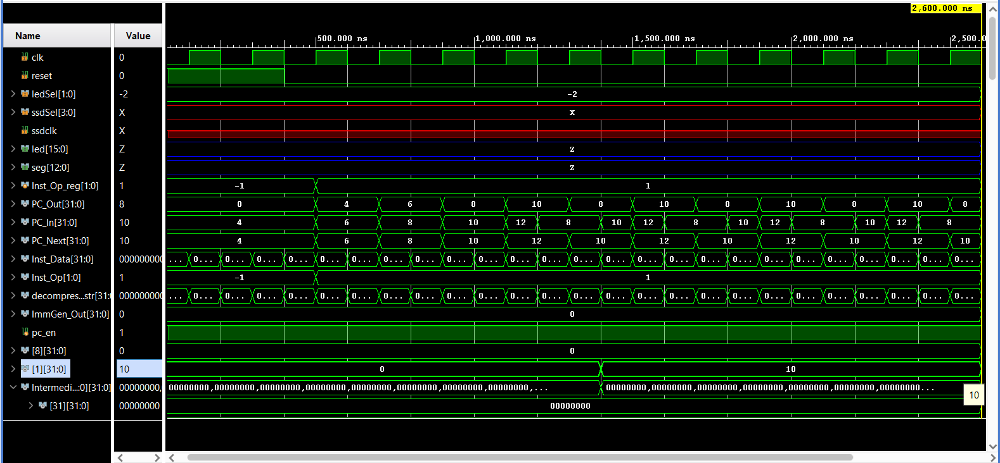 2,600.000 ns
Name Value
500.000 ns 1,000.000 ns 1,500.000 ns 2,000.000 ns 2,500.0
clk 0
reset 0
ledSel[1:0] -2 -2
ssdSel[3:0] X X
ssdclk X
led[15:0] Z Z
seg[12:0] Z Z
Inst_Op_reg[1:0] 1 -1 1
PC_Out[31:0] 8 0 4 6 8 10 8 10 8 10 8 10 8
PC_In[31:0] 10 4 6 8 10 12 8 10 12 8 10 12 8 10 12 8
PC_Next[31:0] 10 4 6 8 10 12 10 12 10 12 10 12 10
Inst_Data[31:0] 000000000 ... 0... 0... 0... 0... 0... 0... 0... 0... 0... 0... 0... 0... 0... 0... 0... 0... 0... 0... 0... 0... 0... 0... 0... 0... 0...
Inst_Op[1:0] 1 -1 1
decompres...str[31:0 000000000 ... 0... 0... 0... 0... 0... 0... 0... 0... 0... 0... 0... 0... 0... 0... 0... 0... 0... 0... 0... 0... 0... 0... 0... 0... 0...
ImmGen_Out[31:0] 0 0
pc_en 1
[8][31:0] 0 0
[1][31:0] 10 0 10
Intermedi...:0][31:0] 00000000, 00000000,00000000,00000000,00000000,00000000,00000000,00000000,00000000,... 00000000,00000000,00000000,00000000,00000000,00000000,00000000...
10
[31][31:0] 00000000 00000000